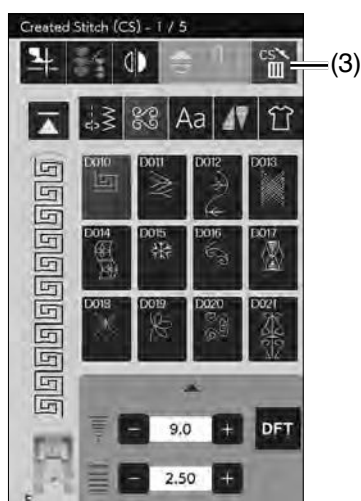 Created Stitch (CS) - 1 / 5
CS
(3)
Aa
D010 D011 D012 D013
D014 D015 D016 D017
D018 D019 D020 D021
9.0 DFT
2.50
F